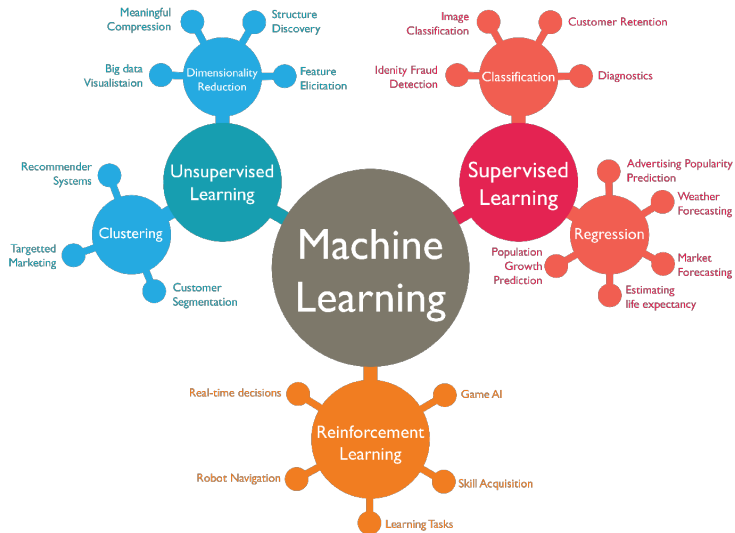 Meaningful
Compression
Structure
Discovery
Big data
Visualistaion
Dimensionality
Reduction
Feature
Elicitation
Unsupervised
Learning
Recommender
Systems
Clustering
Targetted
Marketing
Customer
Segmentation
Machine
Learning
Image
Classification
Customer Retention
Idenity Fraud
Detection
Classification
Diagnostics
Supervised
Learning
Advertising Popularity
Prediction
Weather
Forecasting
Regression
Population
Growth
Prediction
Market
Forecasting
Estimating
life expectancy
Real-time decisions
Game AI
Reinforcement
Learning
Robot Navigation
Skill Acquisition
Learning Tasks